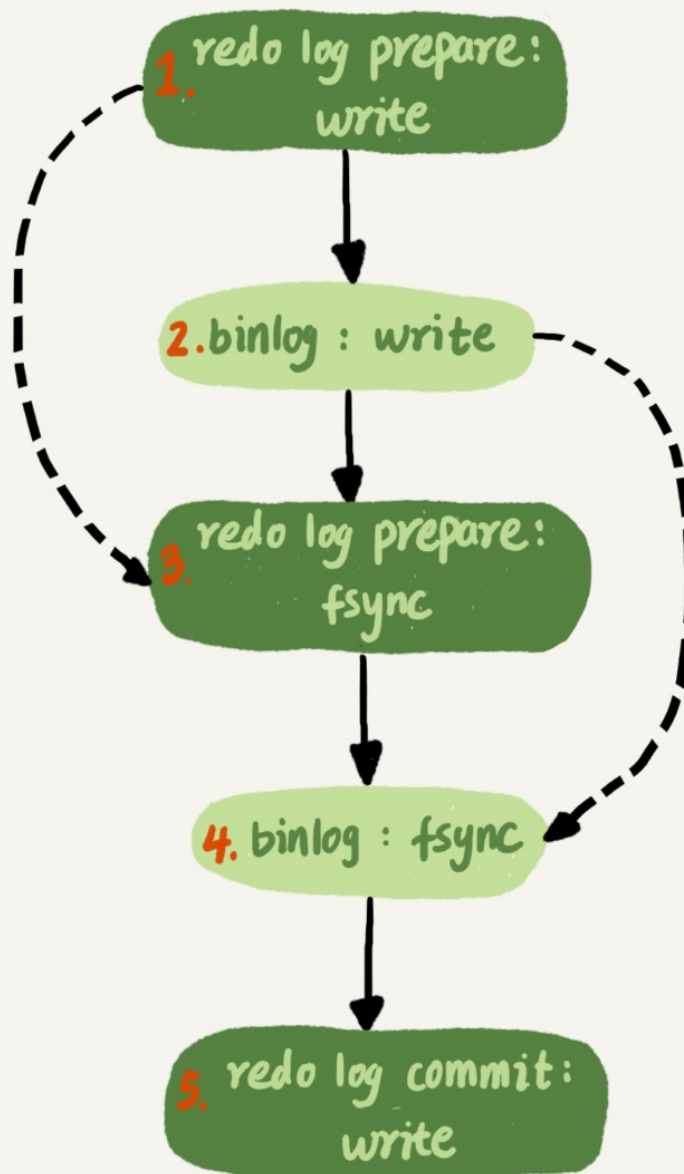 1. redo log prepare:
write
2. binlog : write
3. redo log prepare:
fsync
4. binlog : fsync
5. redo log commit:
write